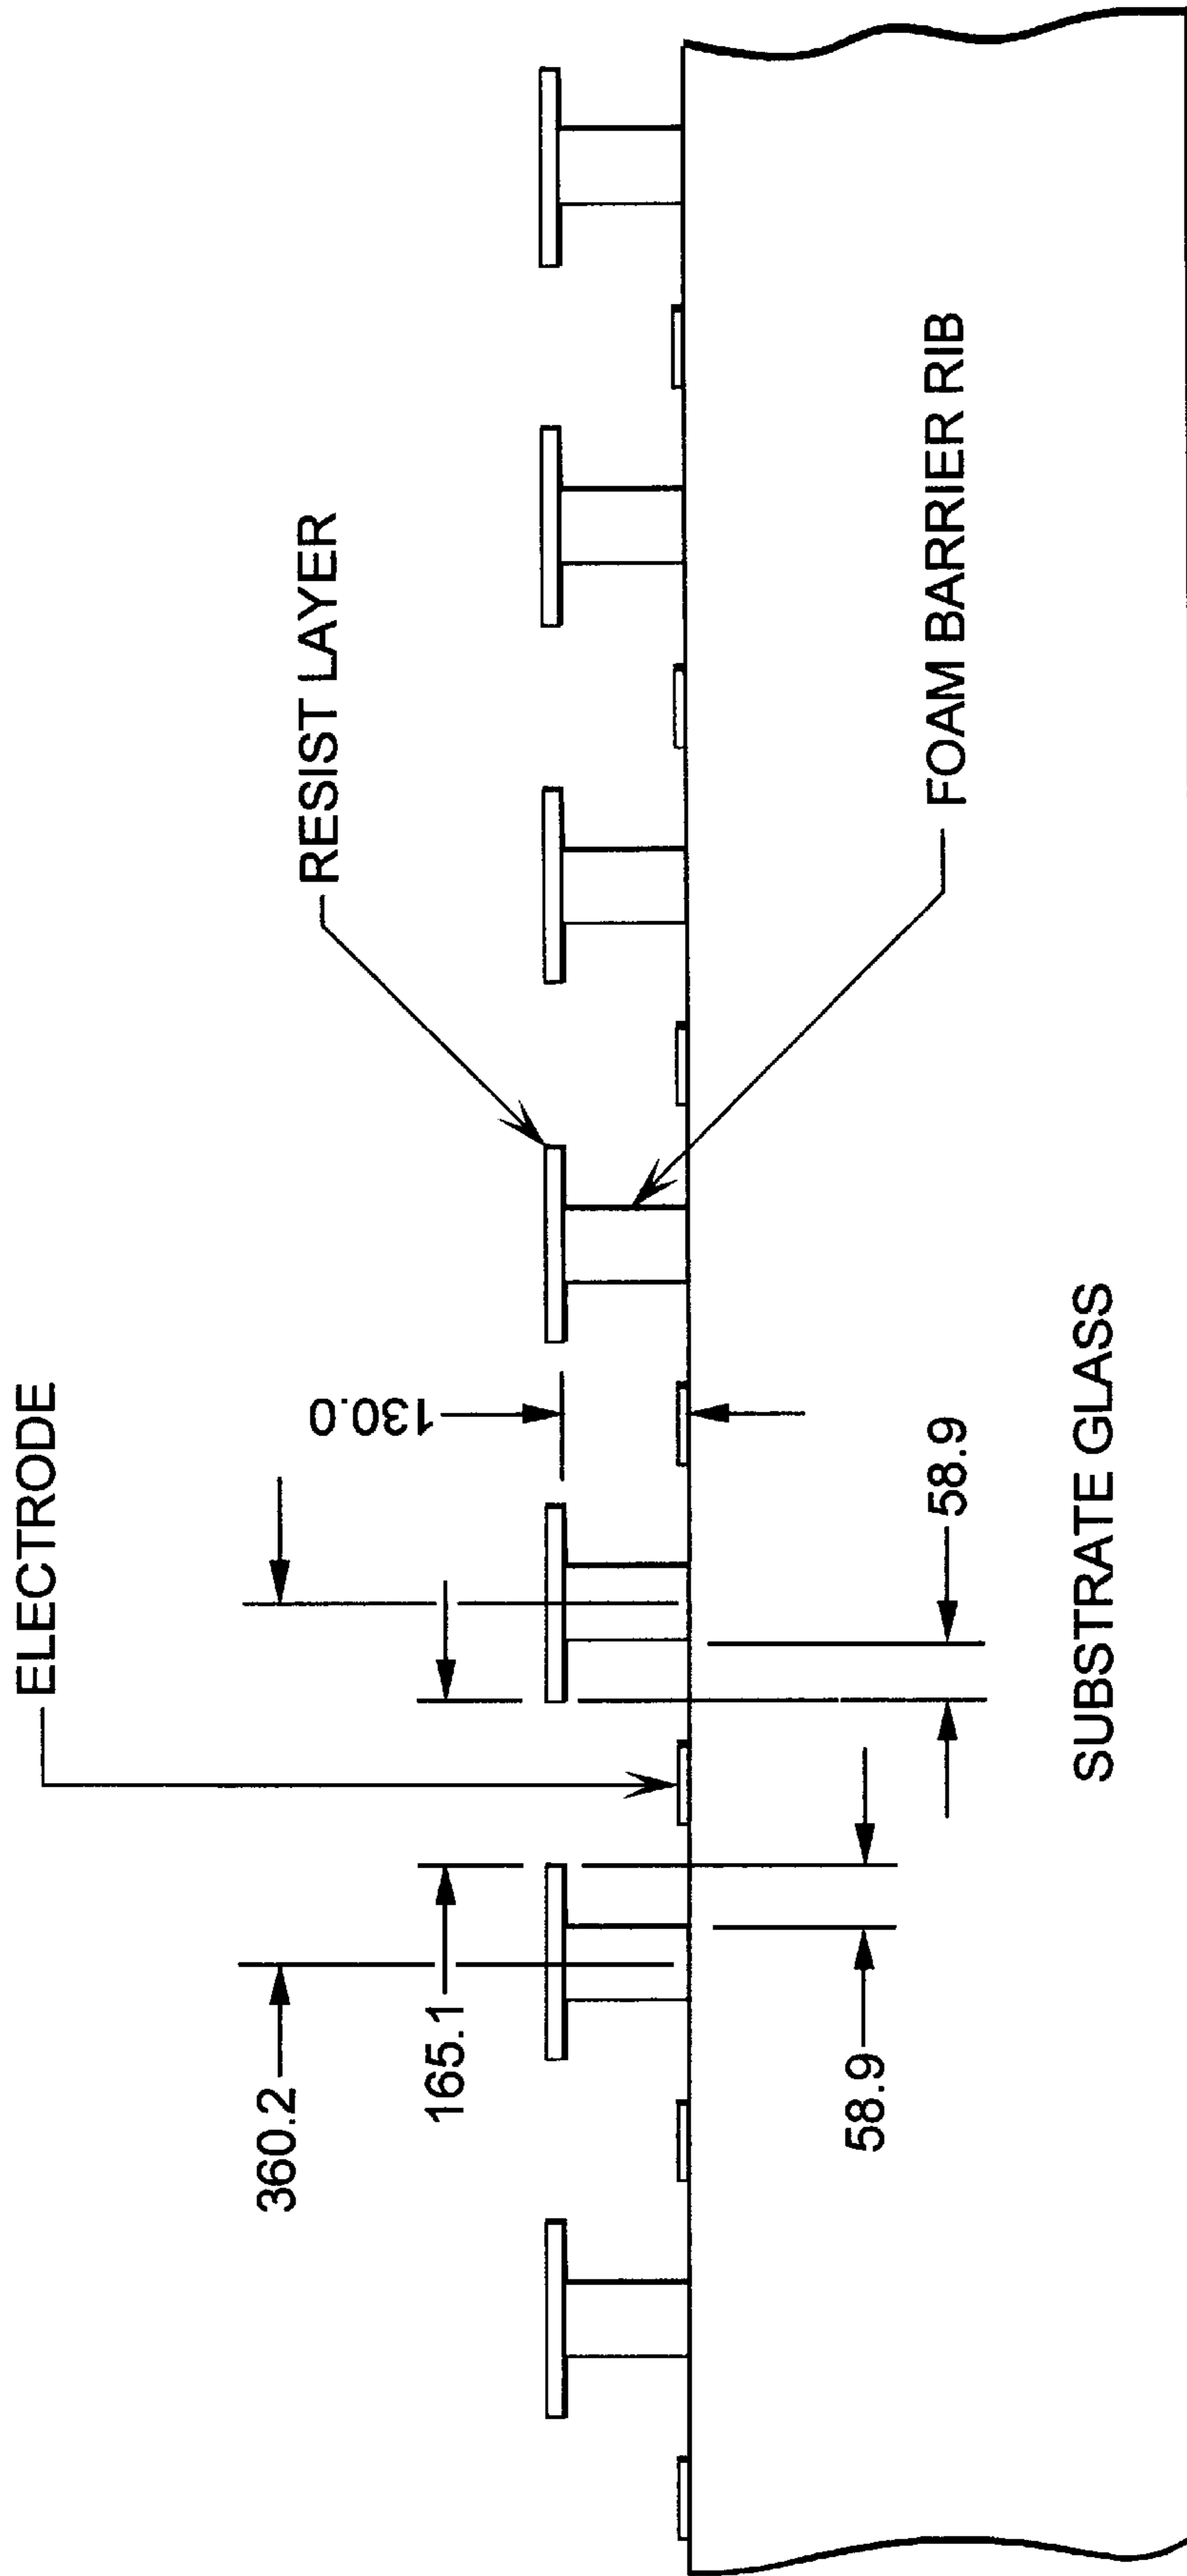 ELECTRODE
RESIST LAYER
360.2
165.1
130.0
58.9
58.9
FOAM BARRIER RIB
SUBSTRATE GLASS